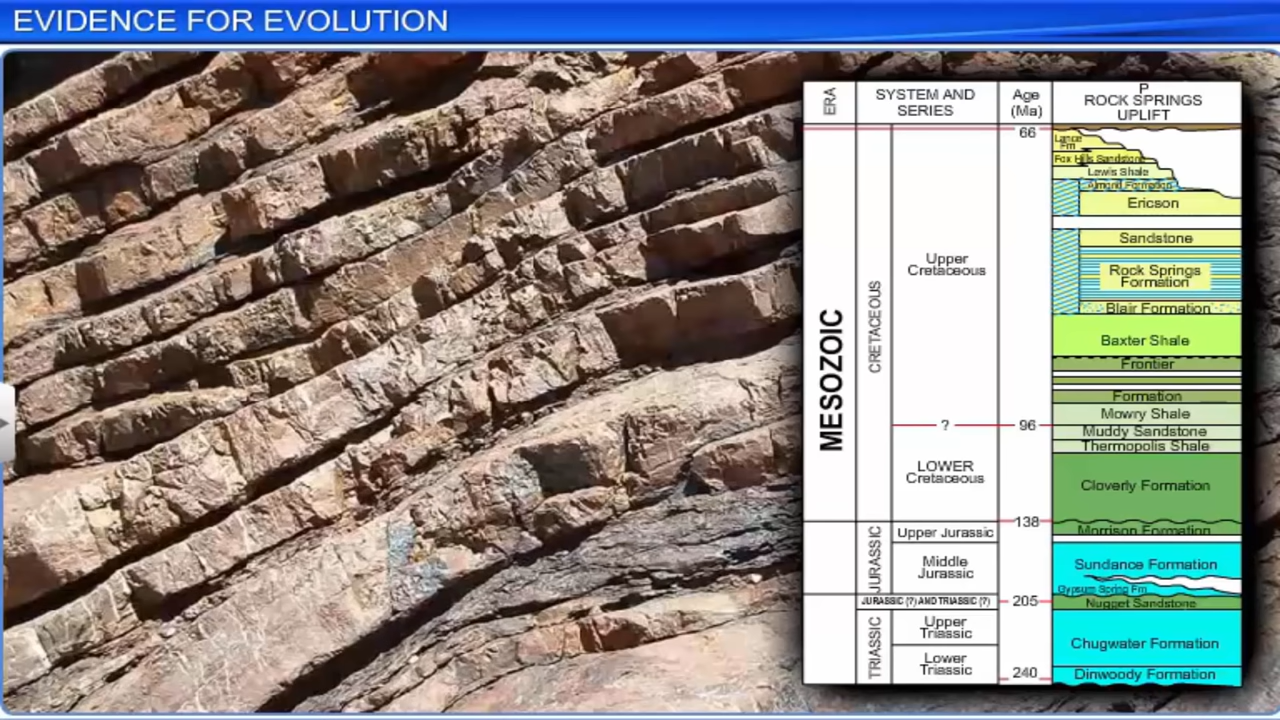 EVIDENCE FOR EVOLUTION
ERA
SYSTEM AND
SERIES
Age
(Ma)
P
ROCK SPRINGS
UPLIFT
MESOZOIC
CRETACEOUS
Upper
Cretaceous
?
LOWER
Cretaceous
JURASSIC
Upper Jurassic
Middle
Jurassic
JURASSIC (?) AND TRIASSIC (?)
TRIASSIC
Upper
Triassic
Lower
Triassic
66
96
138
205
240
Lance
Fm
Fox Hills Sandstone
Lewis Shale
Almond Formation
Ericson
Sandstone
Rock Springs
Formation
Blair Formation
Baxter Shale
Frontier
Formation
Mowry Shale
Muddy Sandstone
Thermopolis Shale
Cloverly Formation
Morrison Formation
Sundance Formation
Gypsum Spring Fm
Nugget Sandstone
Chugwater Formation
Dinwoody Formation